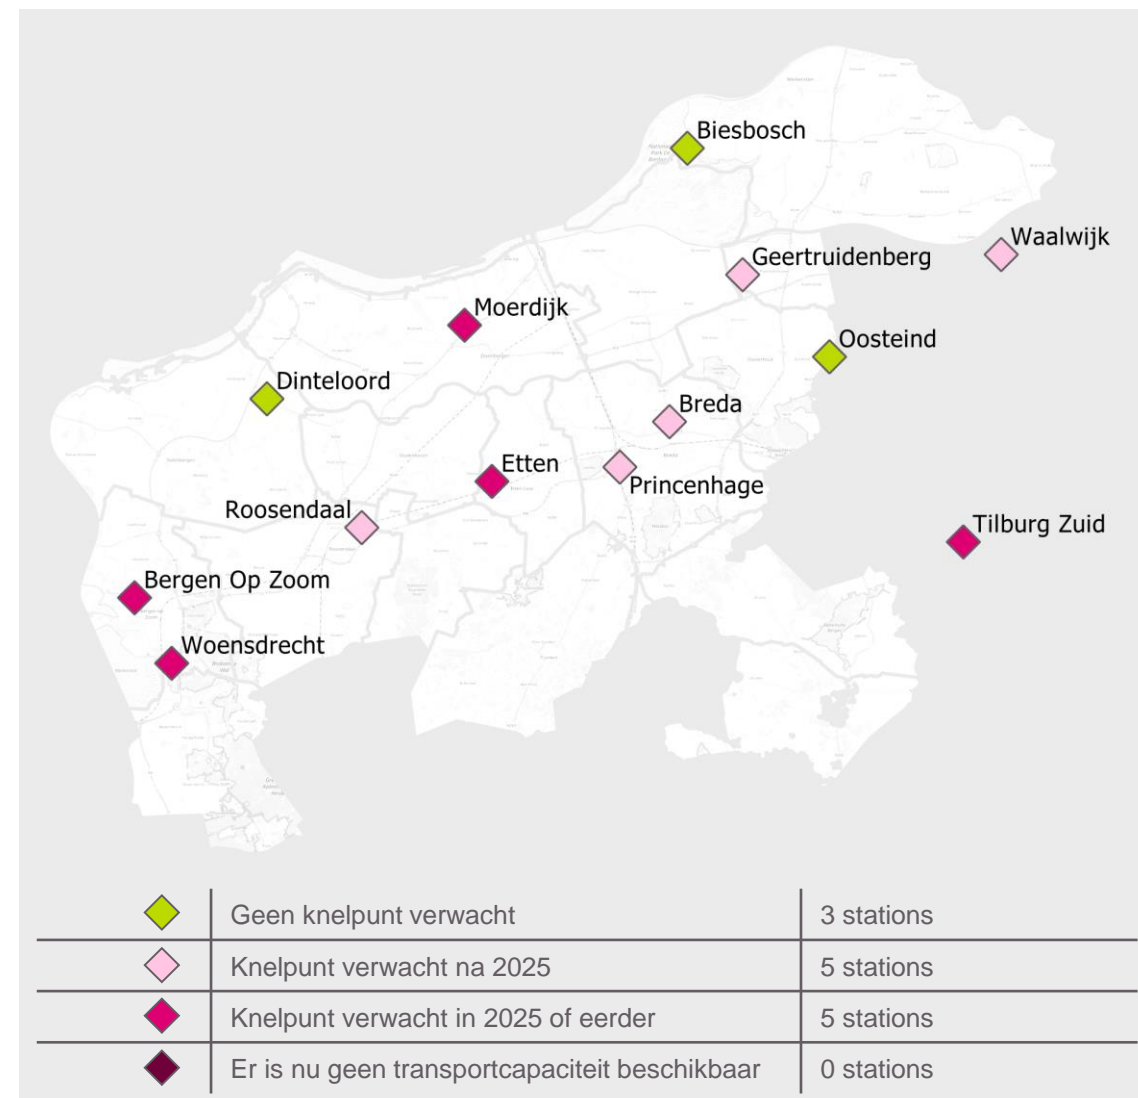 Biesbosch
Waalwijk
Geertruidenberg
Moerdijk
Oosteind
Dinteloord
Breda
Etten
Princenhage
Roosendaal
Tilburg Zuid
Bergen Op Zoom
Woensdrecht
Geen knelpunt verwacht 3 stations
Knelpunt verwacht na 2025 5 stations
Knelpunt verwacht in 2025 of eerder 5 stations
Er is nu geen transportcapaciteit beschikbaar 0 stations